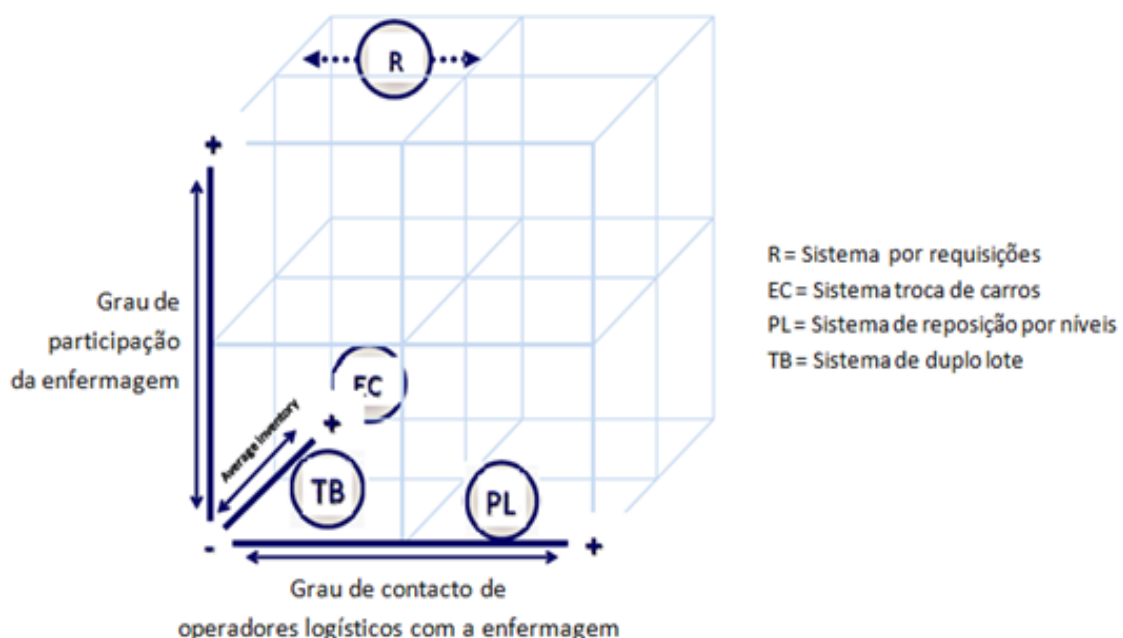 R
+
Grau de
participação
da enfermagem
EC
Average inventory
+
TB
PL
-
+
Grau de contacto de
operadores logísticos com a enfermagem
R = Sistema por requisições
EC = Sistema troca de carros
PL = Sistema de reposição por níveis
TB = Sistema de duplo lote